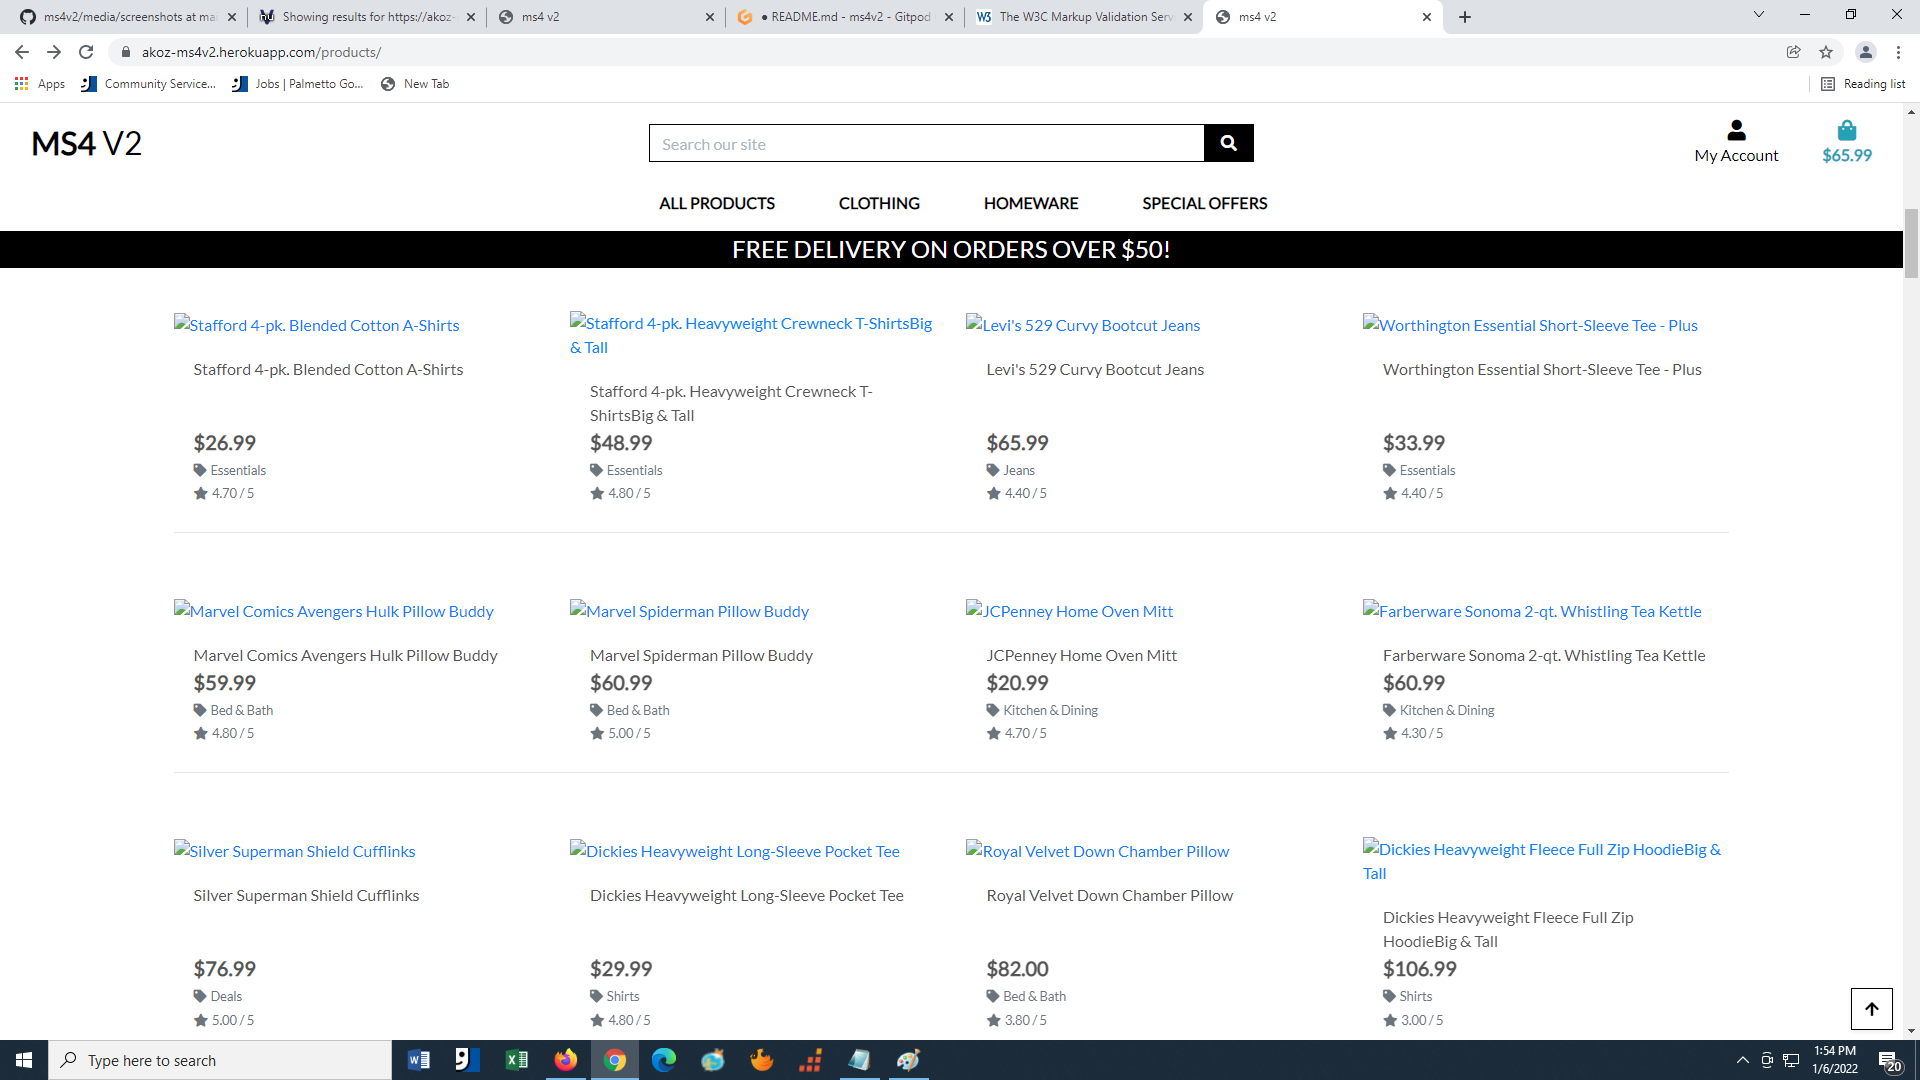 ms4v2/media/screenshots at ma
Showing results for https://akoz-
ms4 v2
● README.md - ms4v2 - Gitpod
W3 The W3C Markup Validation Serv
ms4 v2
akoz-ms4v2.herokuapp.com/products/
Apps
Community Service...
Jobs | Palmetto Go...
New Tab
Reading list
MS4 V2
Search our site
My Account
$65.99
ALL PRODUCTS
CLOTHING
HOMEWARE
SPECIAL OFFERS
FREE DELIVERY ON ORDERS OVER $50!
Stafford 4-pk. Blended Cotton A-Shirts
Stafford 4-pk. Blended Cotton A-Shirts
$26.99
Essentials
4.70 / 5
Stafford 4-pk. Heavyweight Crewneck T-ShirtsBig
& Tall
Stafford 4-pk. Heavyweight Crewneck T-
ShirtsBig & Tall
$48.99
Essentials
4.80 / 5
Levi's 529 Curvy Bootcut Jeans
Levi's 529 Curvy Bootcut Jeans
$65.99
Jeans
4.40 / 5
Worthington Essential Short-Sleeve Tee - Plus
Worthington Essential Short-Sleeve Tee - Plus
$33.99
Essentials
4.40 / 5
Marvel Comics Avengers Hulk Pillow Buddy
Marvel Comics Avengers Hulk Pillow Buddy
$59.99
Bed & Bath
4.80 / 5
Marvel Spiderman Pillow Buddy
Marvel Spiderman Pillow Buddy
$60.99
Bed & Bath
5.00 / 5
JCPenney Home Oven Mitt
JCPenney Home Oven Mitt
$20.99
Kitchen & Dining
4.70 / 5
Farberware Sonoma 2-qt. Whistling Tea Kettle
Farberware Sonoma 2-qt. Whistling Tea Kettle
$60.99
Kitchen & Dining
4.30 / 5
Silver Superman Shield Cufflinks
Silver Superman Shield Cufflinks
$76.99
Deals
5.00 / 5
Dickies Heavyweight Long-Sleeve Pocket Tee
Dickies Heavyweight Long-Sleeve Pocket Tee
$29.99
Shirts
4.80 / 5
Royal Velvet Down Chamber Pillow
Royal Velvet Down Chamber Pillow
$82.00
Bed & Bath
3.80 / 5
Dickies Heavyweight Fleece Full Zip HoodieBig &
Tall
Dickies Heavyweight Fleece Full Zip
HoodieBig & Tall
$106.99
Shirts
3.00 / 5
Type here to search
1:54 PM
1/6/2022
20